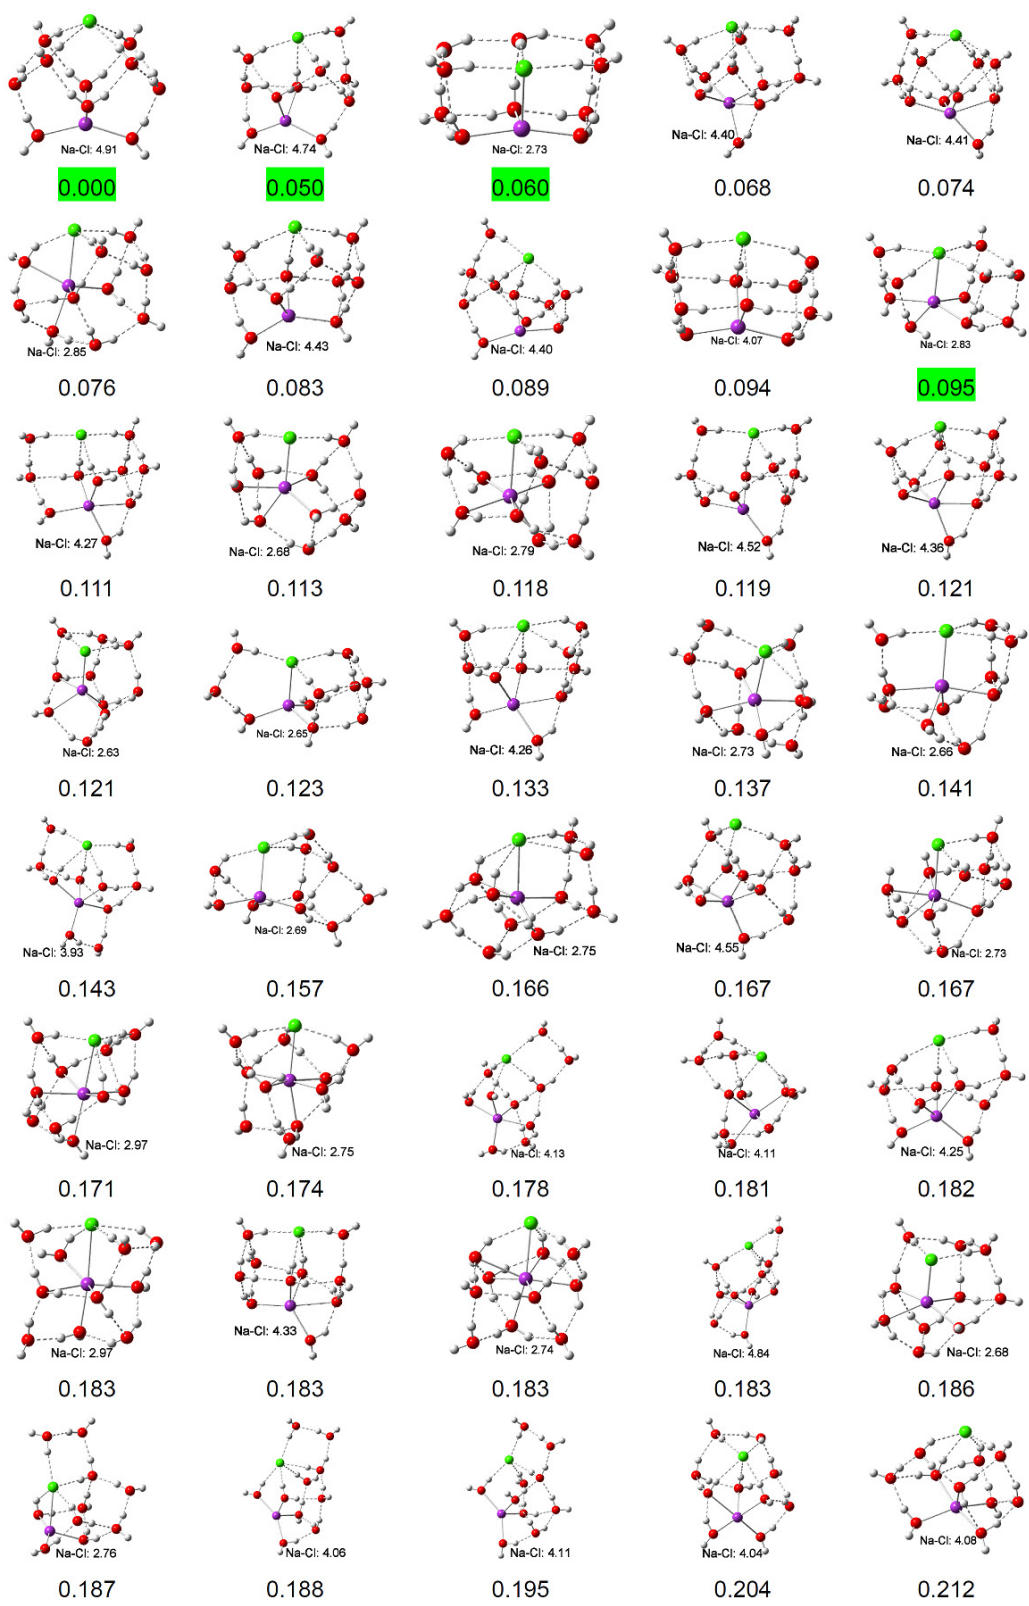 Na-Cl: 4.91
Na-Cl: 4.74
Na-Cl: 2.73
Na-Cl: 4.40
Na-Cl: 4.41
0.000
0.050
0.060
0.068
0.074
Na-Cl: 2.85
Na-Cl: 4.43
Na-Cl: 4.40
Na-Cl: 4.07
Na-Cl: 2.83
0.076
0.083
0.089
0.094
0.095
Na-Cl: 4.27
Na-Cl: 2.68
Na-Cl: 2.79
Na-Cl: 4.52
Na-Cl: 4.36
0.111
0.113
0.118
0.119
0.121
Na-Cl: 2.63
Na-Cl: 2.65
Na-Cl: 4.26
Na-Cl: 2.73
Na-Cl: 2.66
0.121
0.123
0.133
0.137
0.141
Na-Cl: 3.93
Na-Cl: 2.69
Na-Cl: 2.75
Na-Cl: 4.55
Na-Cl: 2.73
0.143
0.157
0.166
0.167
0.167
Na-Cl: 2.97
Na-Cl: 2.75
Na-Cl: 4.13
Na-Cl: 4.11
Na-Cl: 4.25
0.171
0.174
0.178
0.181
0.182
Na-Cl: 2.97
Na-Cl: 4.33
Na-Cl: 2.74
Na-Cl: 4.84
Na-Cl: 2.68
0.183
0.183
0.183
0.183
0.186
Na-Cl: 2.76
Na-Cl: 4.06
Na-Cl: 4.11
Na-Cl: 4.04
Na-Cl: 4.08
0.187
0.188
0.195
0.204
0.212